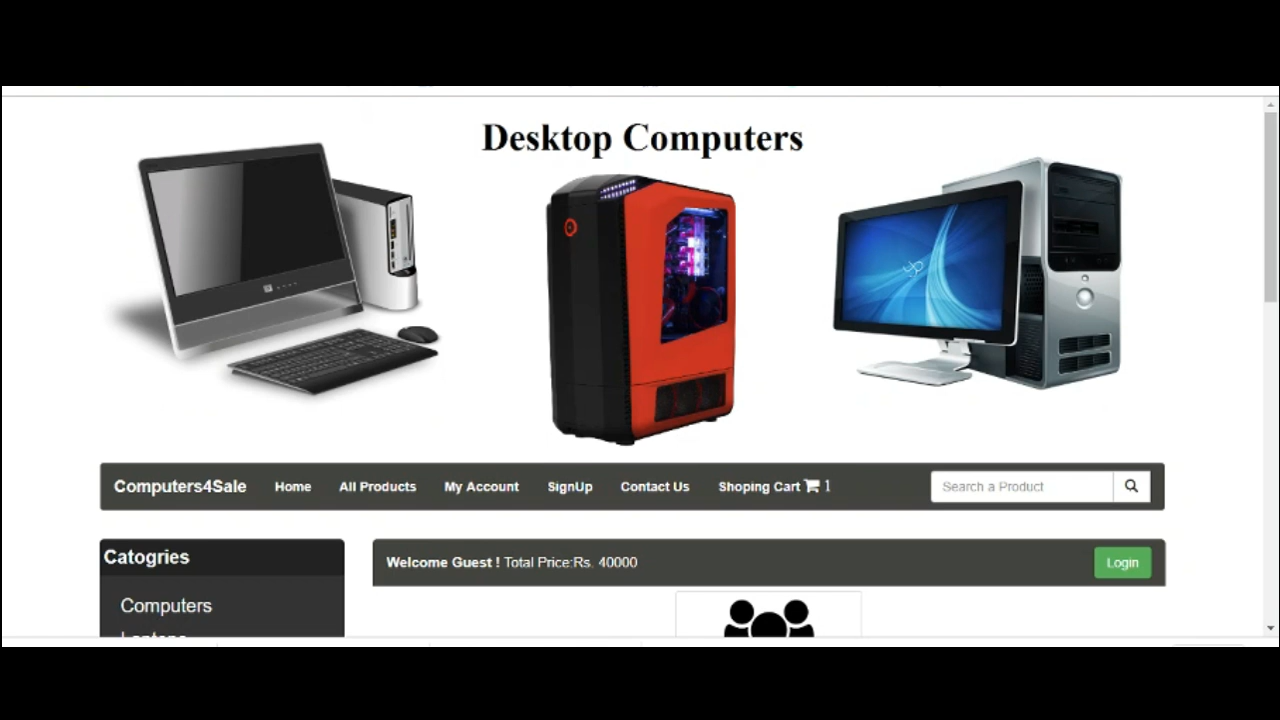 Desktop Computers
Computers4Sale Home All Products My Account SignUp Contact Us Shoping Cart 1 Search a Product
Catogries
Welcome Guest ! Total Price:Rs. 40000 Login
Computers
Laptops